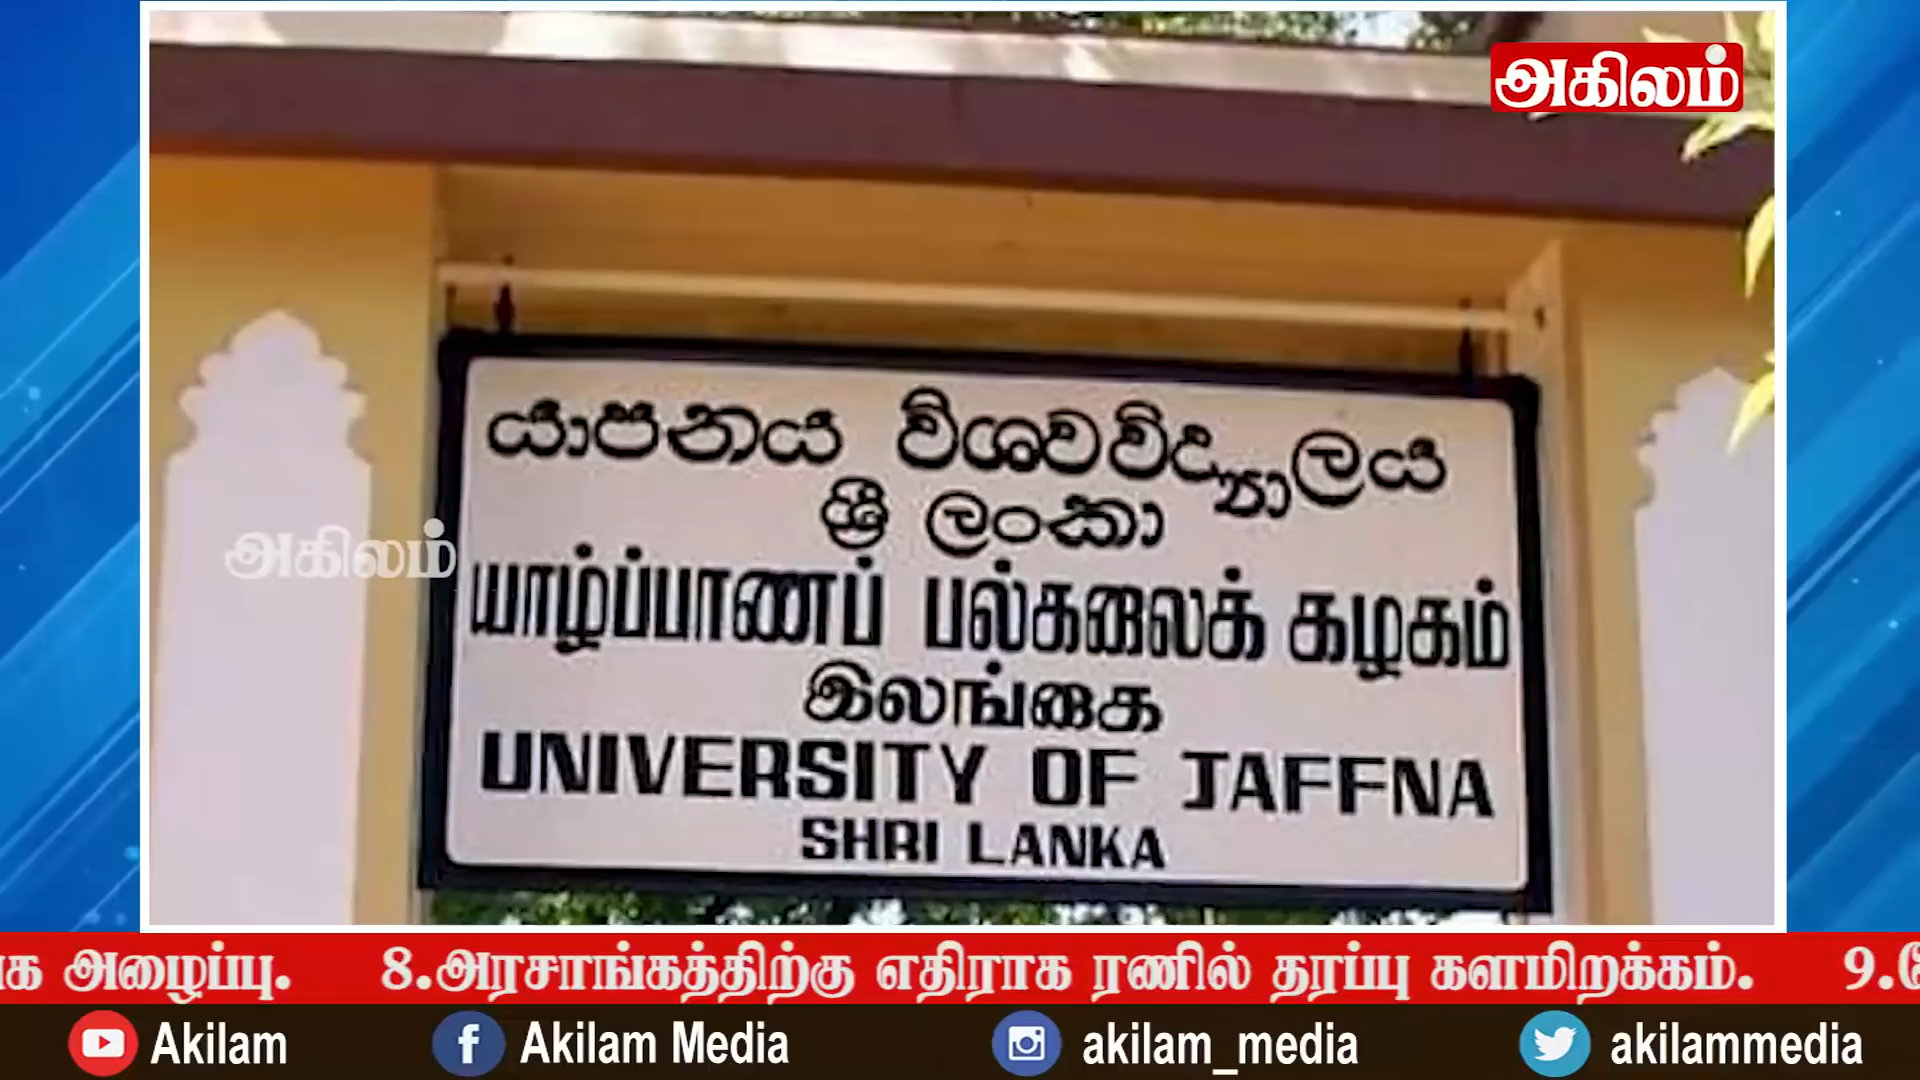 அகிலம்
යාපනය විශ්වවිද්‍යාලය
ශ්‍රී ලංකා
அகிலம்
யாழ்ப்பாணப் பல்கலைக் கழகம்
இலங்கை
UNIVERSITY OF JAFFNA
SHRI LANKA
அழைப்பு. 8.அரசாங்கத்திற்கு எதிராக ரணில் தரப்பு களமிறக்கம். 9.
Akilam Akilam Media akilam_media akilammedia